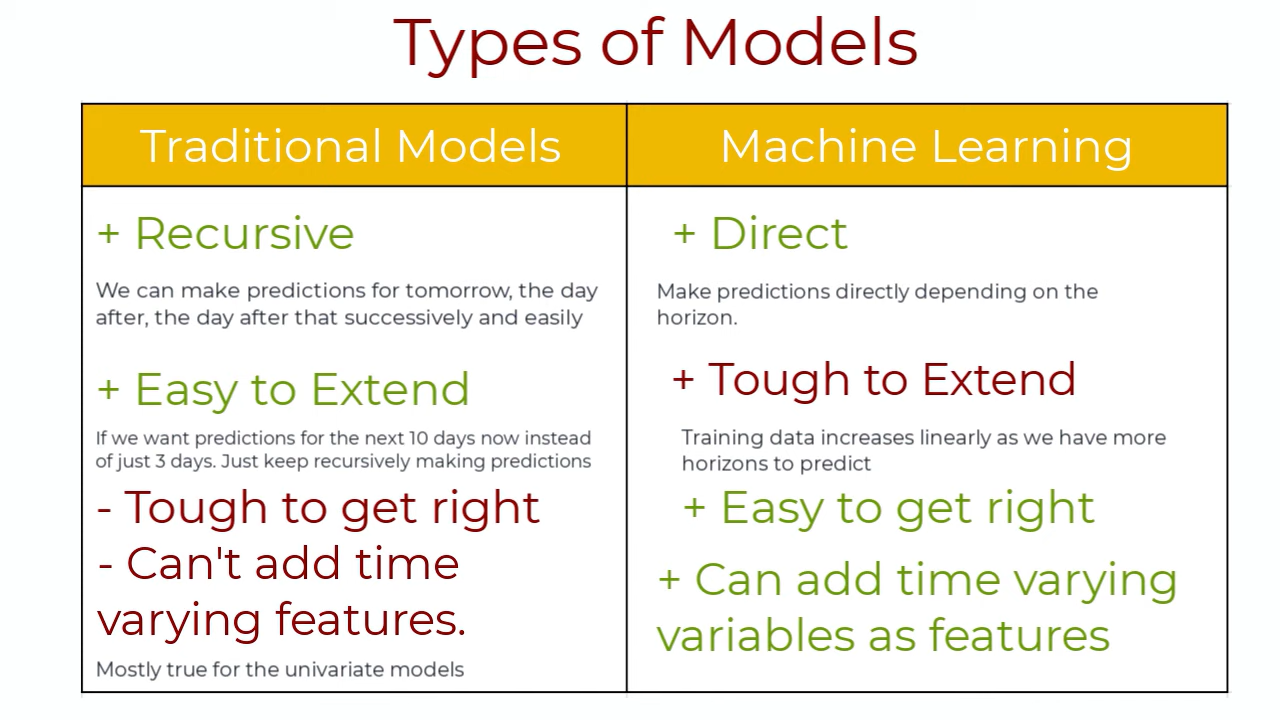 Types of Models
Traditional Models
Machine Learning
+ Recursive
We can make predictions for tomorrow, the day
after, the day after that successively and easily
+ Easy to Extend
If we want predictions for the next 10 days now instead
of just 3 days. Just keep recursively making predictions
- Tough to get right
- Can't add time
varying features.
Mostly true for the univariate models
+ Direct
Make predictions directly depending on the
horizon.
+ Tough to Extend
Training data increases linearly as we have more
horizons to predict
+ Easy to get right
+ Can add time varying
variables as features